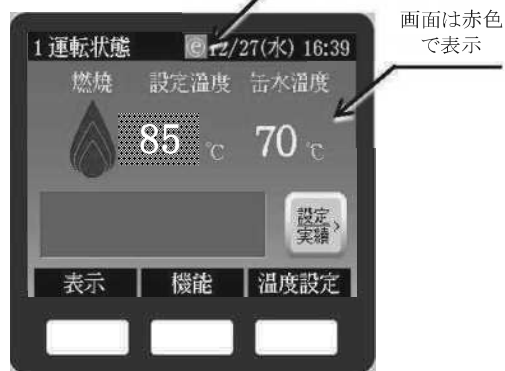 画面は赤色
で表示
1 運転状態 e 12/27(水) 16:39
燃焼 設定温度 缶水温度
85 ℃ 70 ℃
設定
実績 >
表示 機能 温度設定